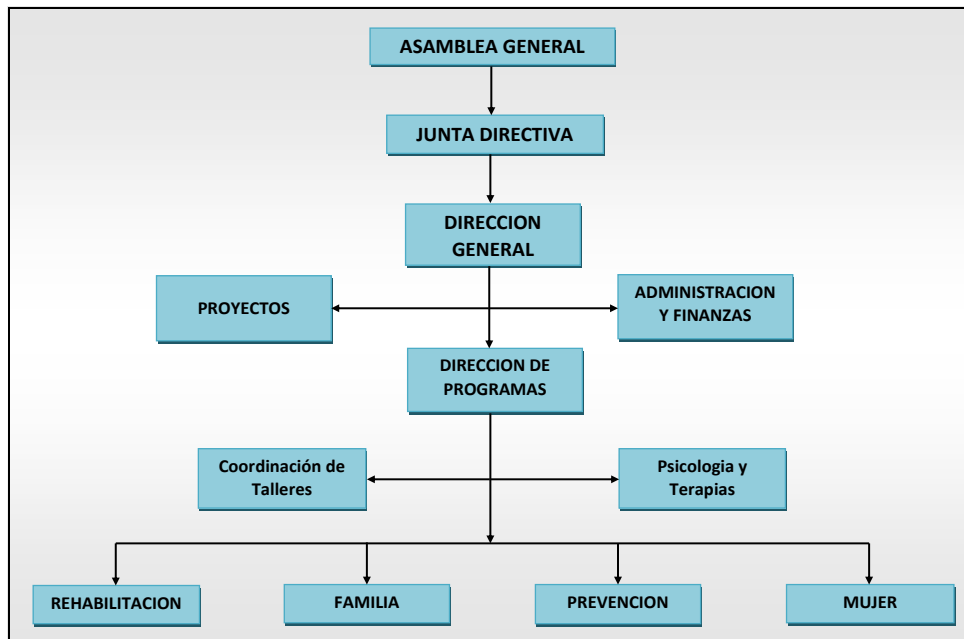 ASAMBLEA GENERAL
JUNTA DIRECTIVA
DIRECCION
GENERAL
PROYECTOS
ADMINISTRACION
Y FINANZAS
DIRECCION DE
PROGRAMAS
Coordinación de
Talleres
Psicologia y
Terapias
REHABILITACION
FAMILIA
PREVENCION
MUJER